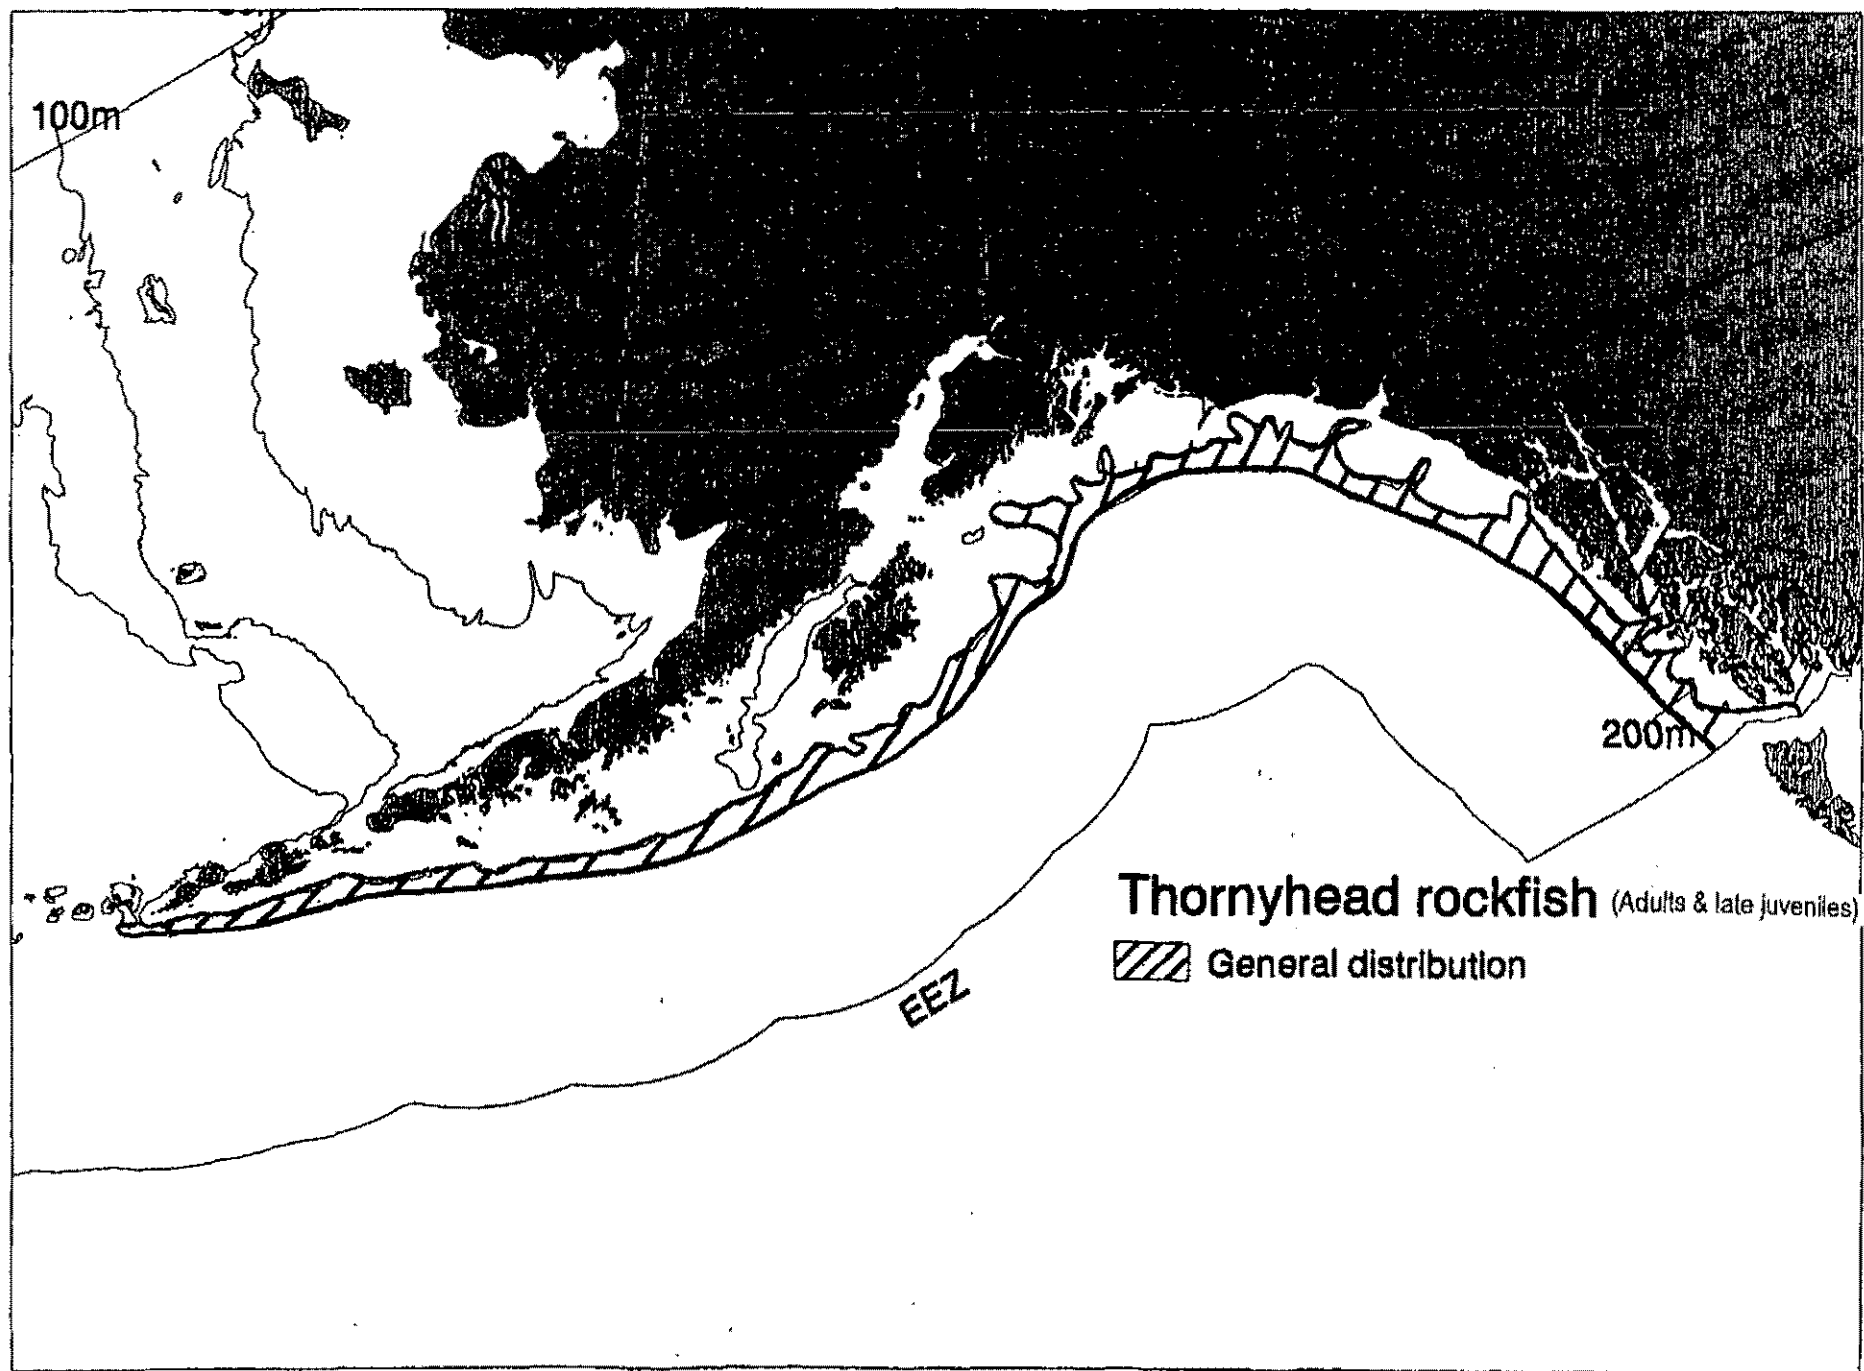 100m
200m
Thornyhead rockfish (Adults & late juveniles)
General distribution
EEZ